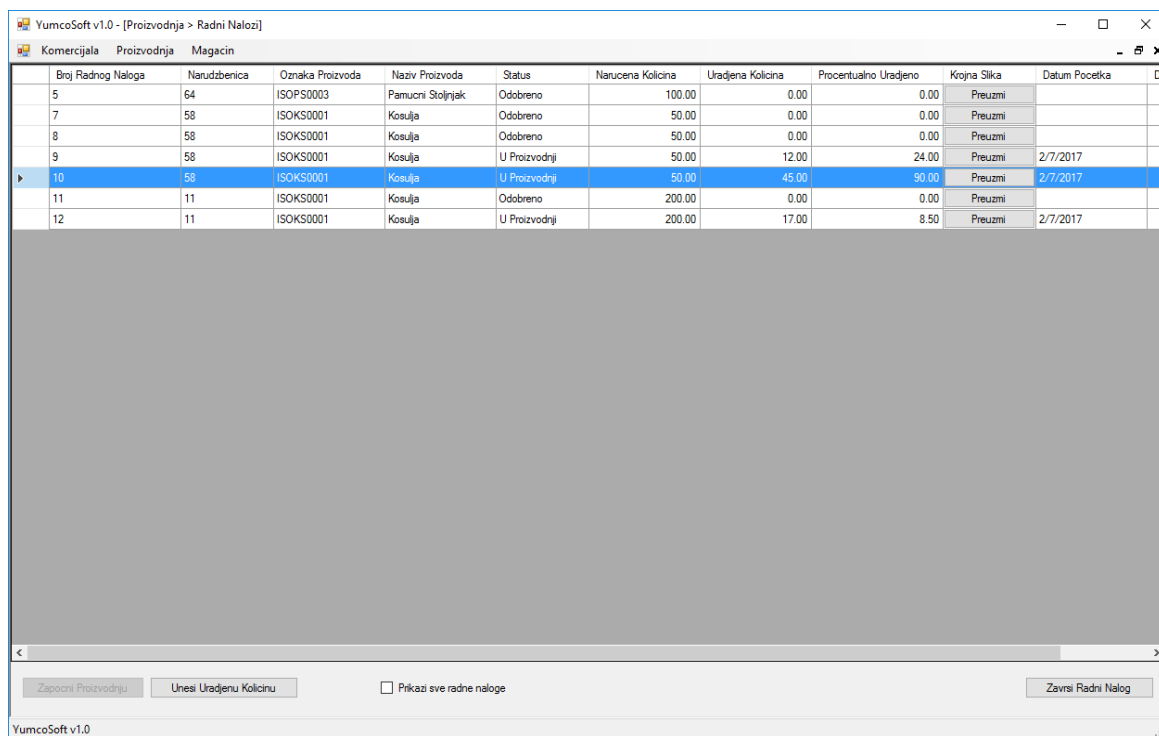 YumcoSoft v1.0 - [Proizvodnja > Radni Nalozi]
Komercijala Proizvodnja Magacin
Broj Radnog Naloga Narudzbenica Oznaka Proizvoda Naziv Proizvoda Status Narucena Kolicina Uradjena Kolicina Procentualno Uradjeno Krojna Slika Datum Pocetka D
5 64 ISOPS0003 Pamucni Stoljnjak Odobreno 100.00 0.00 0.00 Preuzmi
7 58 ISOKS0001 Kosulja Odobreno 50.00 0.00 0.00 Preuzmi
8 58 ISOKS0001 Kosulja Odobreno 50.00 0.00 0.00 Preuzmi
9 58 ISOKS0001 Kosulja U Proizvodnji 50.00 12.00 24.00 Preuzmi 2/7/2017
10 58 ISOKS0001 Kosulja U Proizvodnji 50.00 45.00 90.00 Preuzmi 2/7/2017
11 11 ISOKS0001 Kosulja Odobreno 200.00 0.00 0.00 Preuzmi
12 11 ISOKS0001 Kosulja U Proizvodnji 200.00 17.00 8.50 Preuzmi 2/7/2017
Zapocni Proizvodnju Unesi Uradjenu Kolicinu Prikazi sve radne naloge Zavrsi Radni Nalog
YumcoSoft v1.0